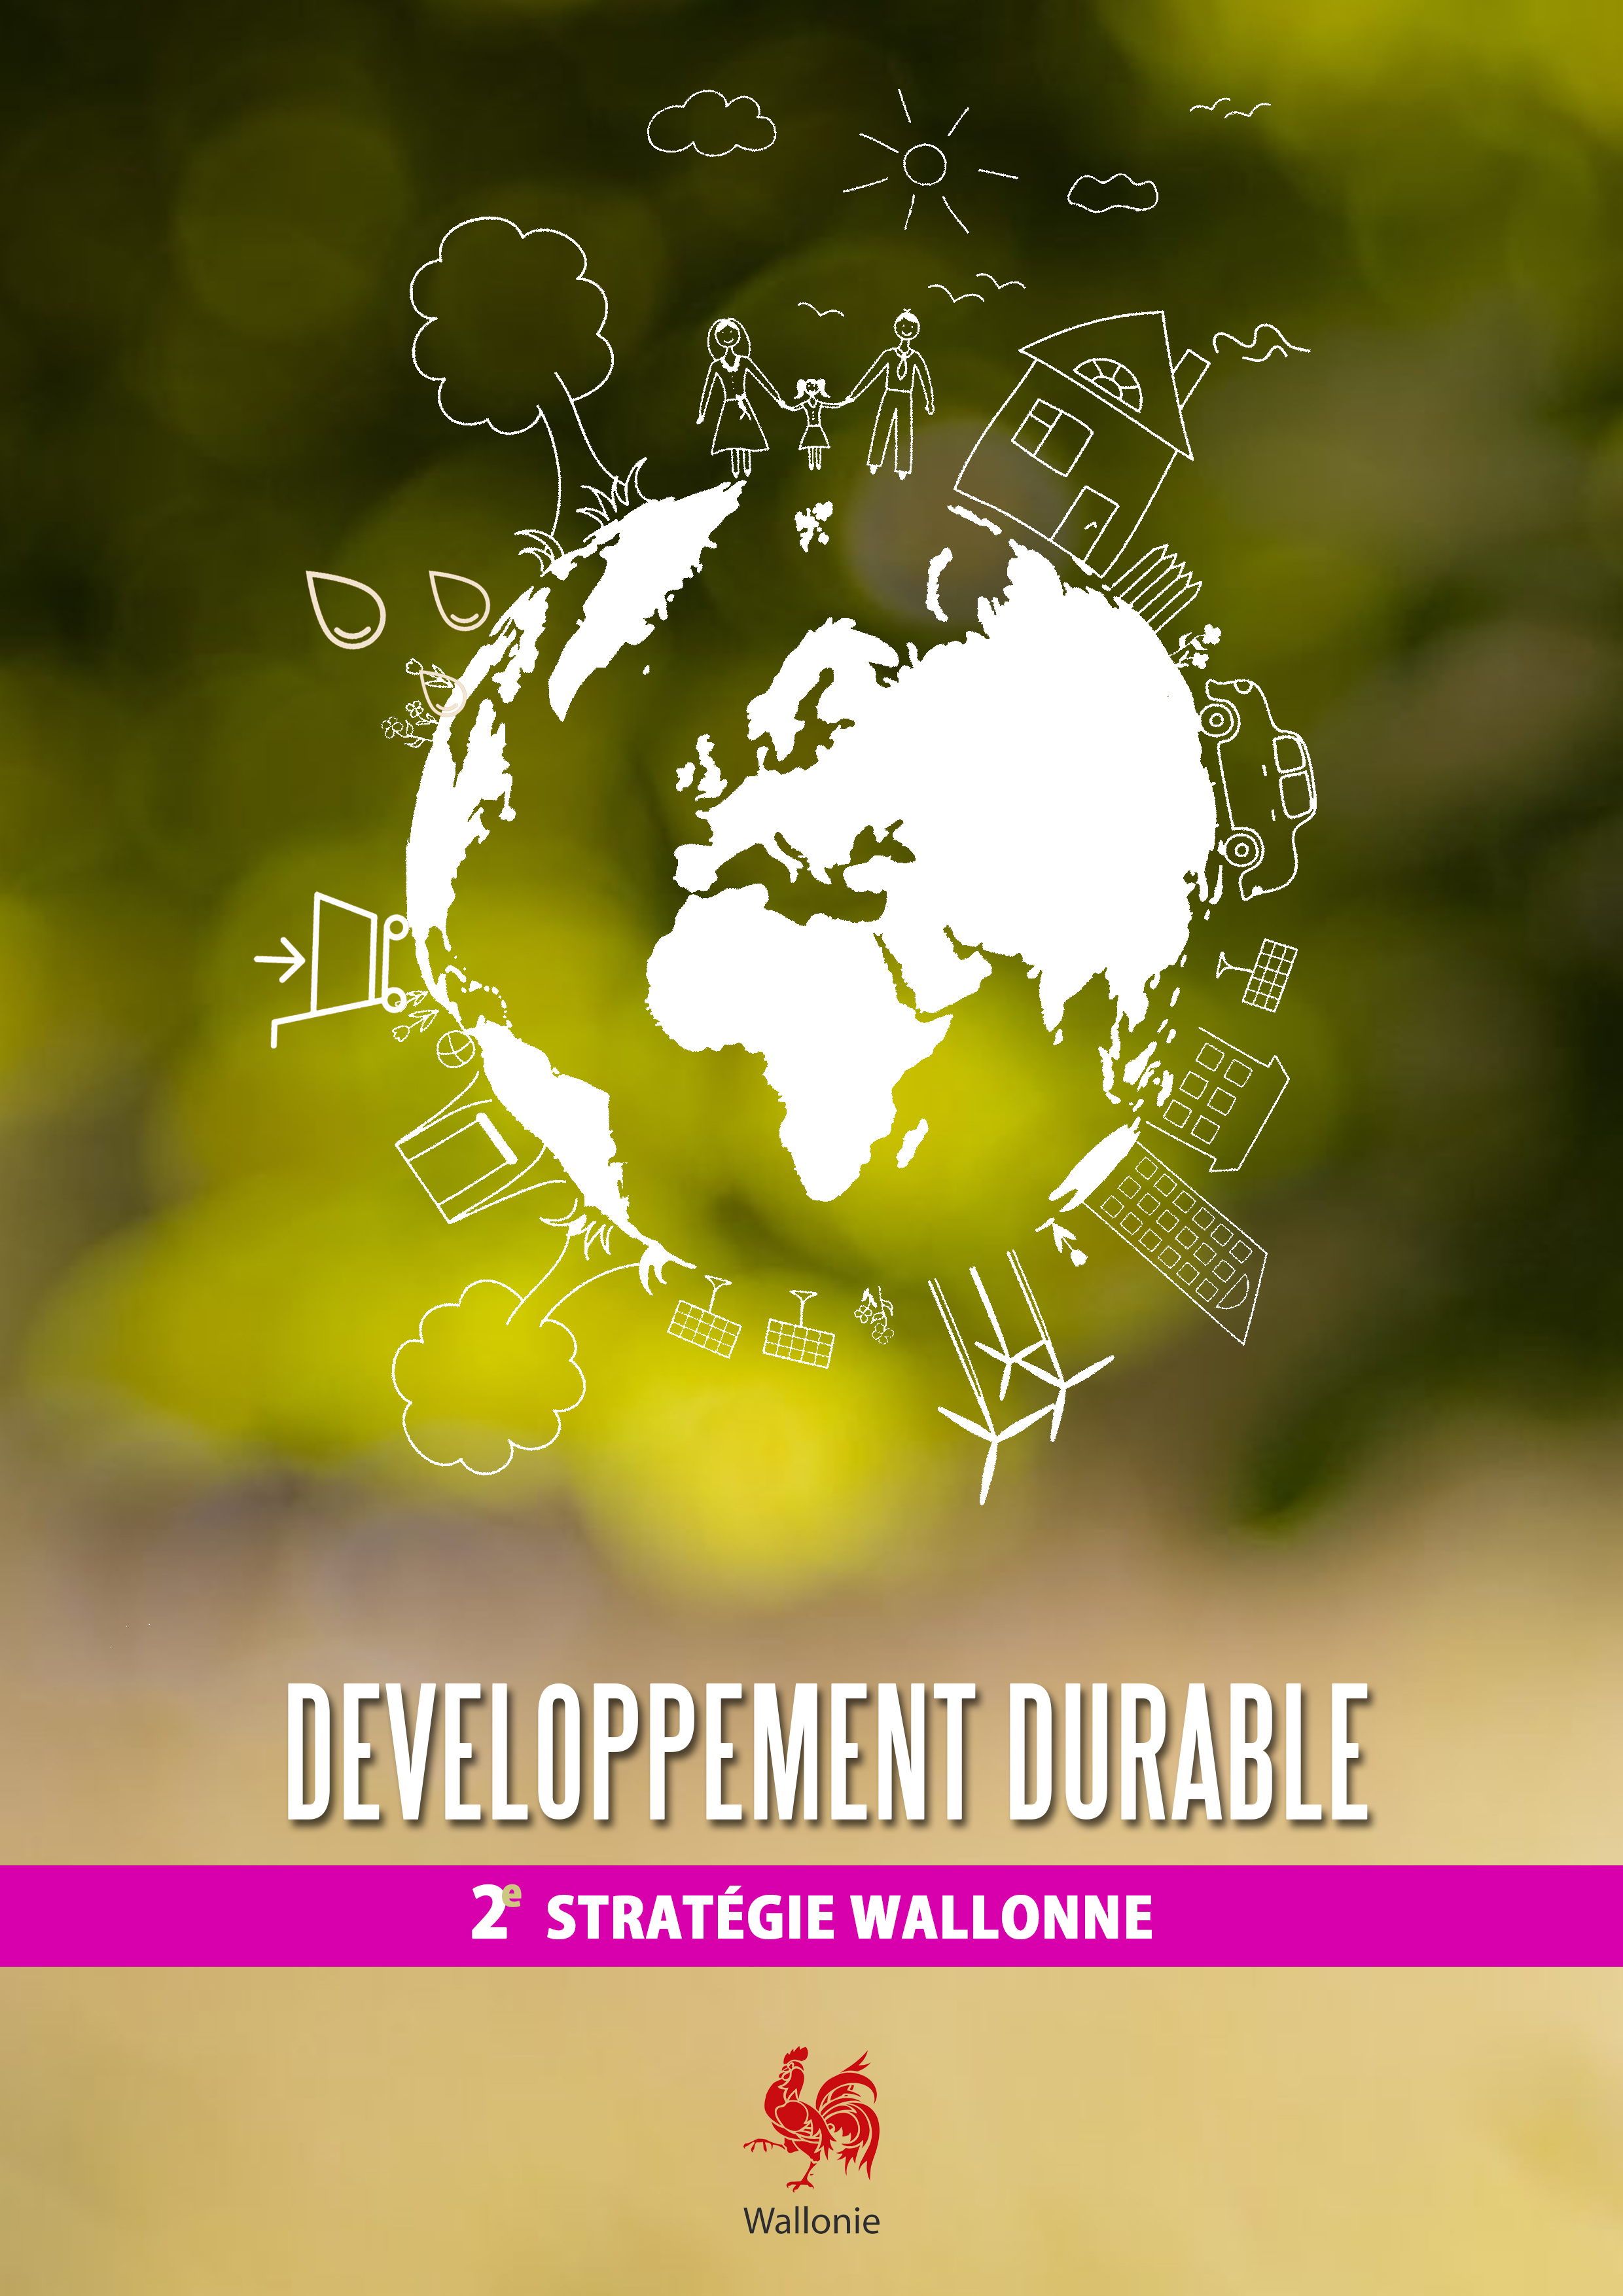 DEVELOPPEMENT DURABLE
2e STRATÉGIE WALLONNE
Wallonie